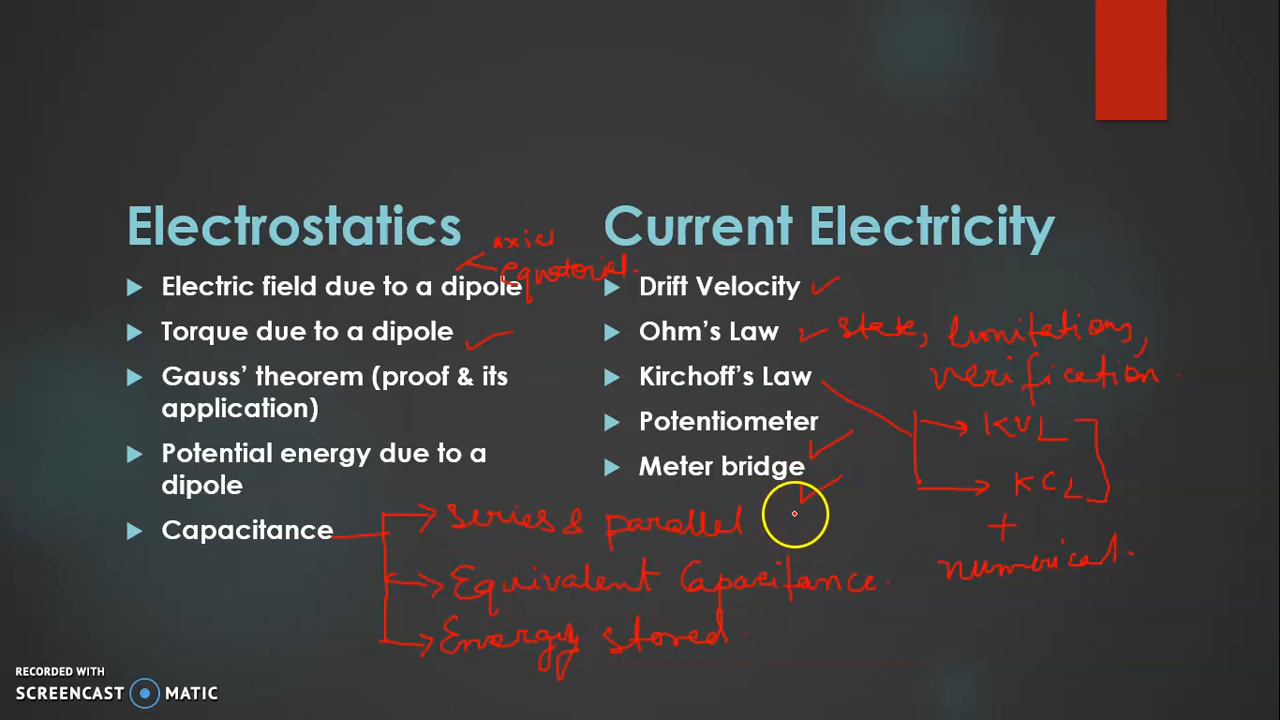 Electrostatics
axial
equatorial.
Electric field due to a dipole
Torque due to a dipole
Gauss' theorem (proof & its
application)
Potential energy due to a
dipole
Capacitance
Series & parallel
Equivalent Capacitance.
Energy stored.
Current Electricity
Drift Velocity
Ohm's Law
state, limitations,
verification.
Kirchoff's Law
KVL
KCL
+
numerical.
Potentiometer
Meter bridge
RECORDED WITH
SCREENCAST MATIC